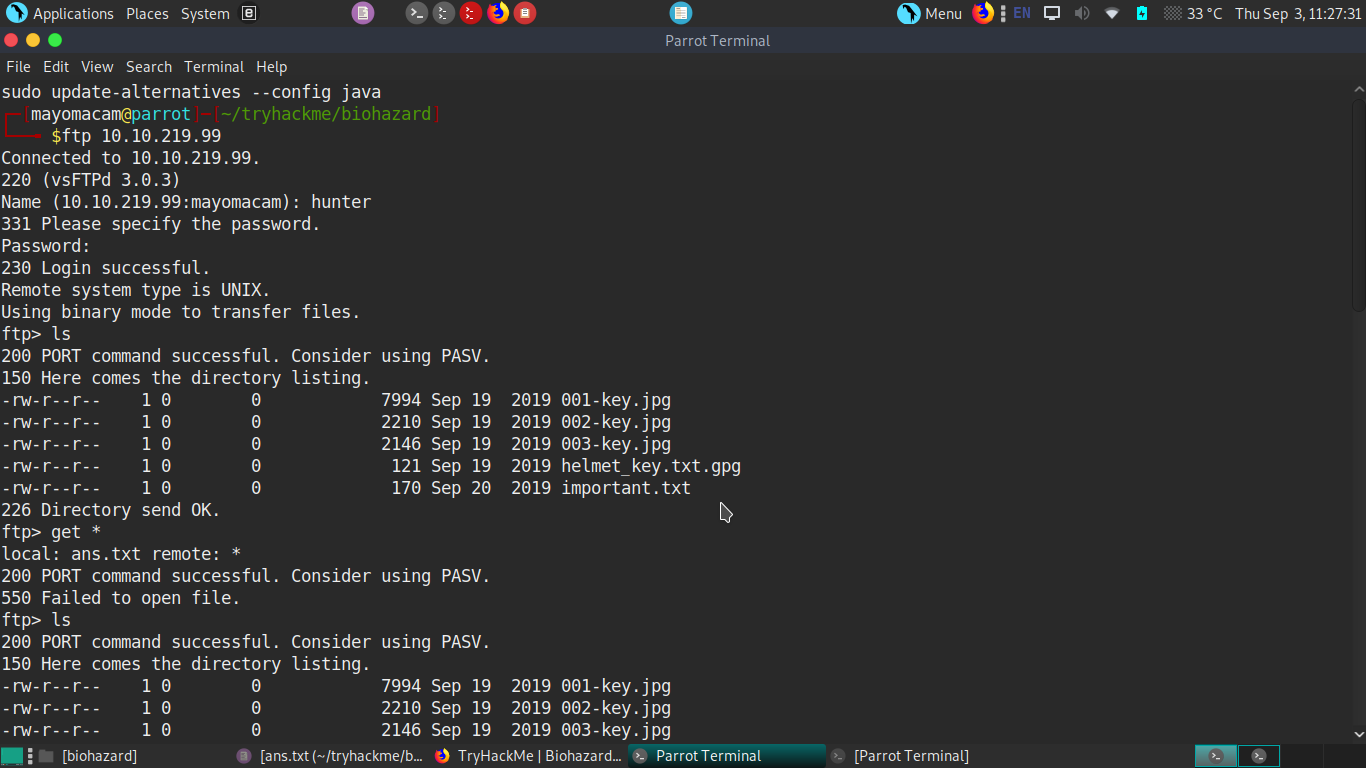 Applications Places System Menu EN 33 °C Thu Sep 3, 11:27:31
Parrot Terminal
File Edit View Search Terminal Help
sudo update-alternatives --config java
[mayomacam@parrot]─[~/tryhackme/biohazard]
$ftp 10.10.219.99
Connected to 10.10.219.99.
220 (vsFTPd 3.0.3)
Name (10.10.219.99:mayomacam): hunter
331 Please specify the password.
Password:
230 Login successful.
Remote system type is UNIX.
Using binary mode to transfer files.
ftp> ls
200 PORT command successful. Consider using PASV.
150 Here comes the directory listing.
-rw-r--r--    1 0        0            7994 Sep 19  2019 001-key.jpg
-rw-r--r--    1 0        0            2210 Sep 19  2019 002-key.jpg
-rw-r--r--    1 0        0            2146 Sep 19  2019 003-key.jpg
-rw-r--r--    1 0        0             121 Sep 19  2019 helmet_key.txt.gpg
-rw-r--r--    1 0        0             170 Sep 20  2019 important.txt
226 Directory send OK.
ftp> get *
local: ans.txt remote: *
200 PORT command successful. Consider using PASV.
550 Failed to open file.
ftp> ls
200 PORT command successful. Consider using PASV.
150 Here comes the directory listing.
-rw-r--r--    1 0        0            7994 Sep 19  2019 001-key.jpg
-rw-r--r--    1 0        0            2210 Sep 19  2019 002-key.jpg
-rw-r--r--    1 0        0            2146 Sep 19  2019 003-key.jpg
[biohazard] [ans.txt (~/tryhackme/b... TryHackMe | Biohazard... Parrot Terminal [Parrot Terminal]